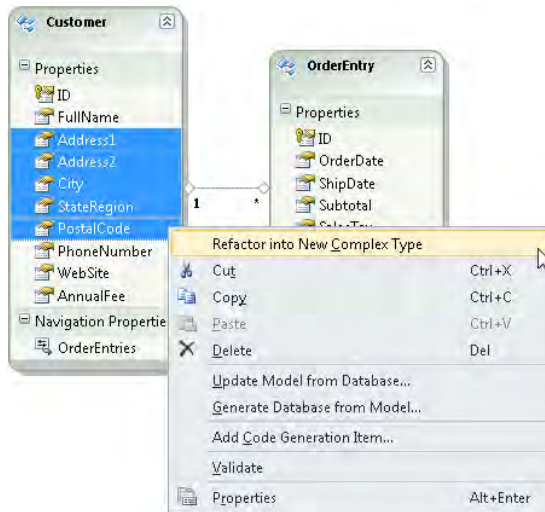 Customer
Properties
ID
FullName
Address1
Address2
City
StateRegion
PostalCode
PhoneNumber
WebSite
AnnualFee
Navigation Propertie
OrderEntries
1
*
OrderEntry
Properties
ID
OrderDate
ShipDate
Subtotal
Refactor into New Complex Type
Cut Ctrl+X
Copy Ctrl+C
Paste Ctrl+V
Delete Del
Update Model from Database...
Generate Database from Model...
Add Code Generation Item...
Validate
Properties Alt+Enter